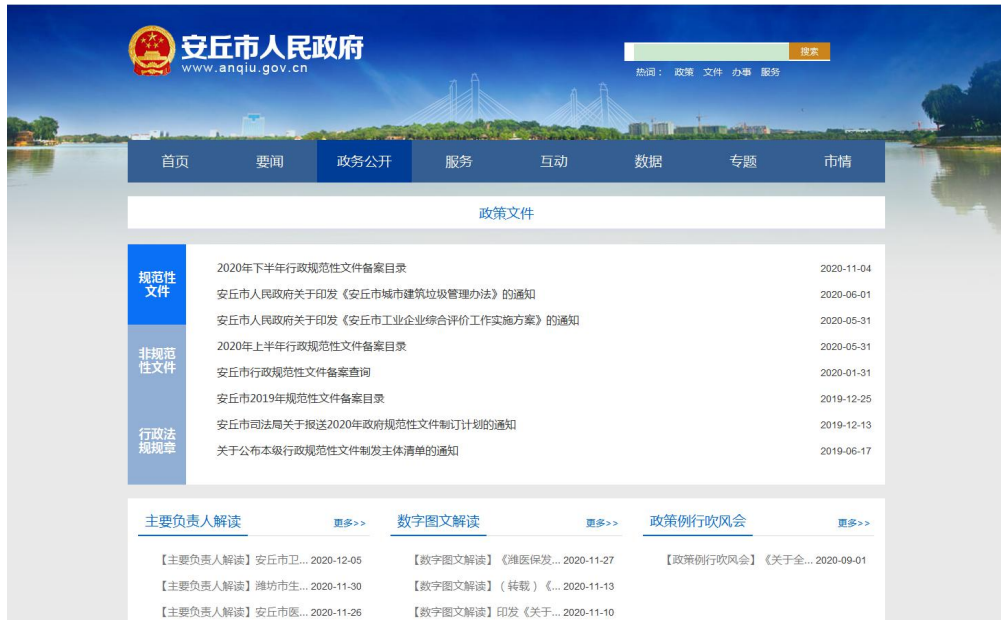 安丘市人民政府
www.anqiu.gov.cn
搜索
热词： 政策 文件 办事 服务
首页 要闻 政务公开 服务 互动 数据 专题 市情
政策文件
规范性
文件
非规范
性文件
行政法
规规章
2020年下半年行政规范性文件备案目录 2020-11-04
安丘市人民政府关于印发《安丘市城市建筑垃圾管理办法》的通知 2020-06-01
安丘市人民政府关于印发《安丘市工业企业综合评价工作实施方案》的通知 2020-05-31
2020年上半年行政规范性文件备案目录 2020-05-31
安丘市行政规范性文件备案查询 2020-01-31
安丘市2019年规范性文件备案目录 2019-12-25
安丘市司法局关于报送2020年政府规范性文件制订计划的通知 2019-12-13
关于公布本级行政规范性文件制发主体清单的通知 2019-06-17
主要负责人解读 更多>>
【主要负责人解读】安丘市卫... 2020-12-05
【主要负责人解读】潍坊市生... 2020-11-30
【主要负责人解读】安丘市医... 2020-11-26
数字图文解读 更多>>
【数字图文解读】《潍医保发... 2020-11-27
【数字图文解读】（转载）《... 2020-11-13
【数字图文解读】印发《关于... 2020-11-10
政策例行吹风会 更多>>
【政策例行吹风会】《关于全... 2020-09-01